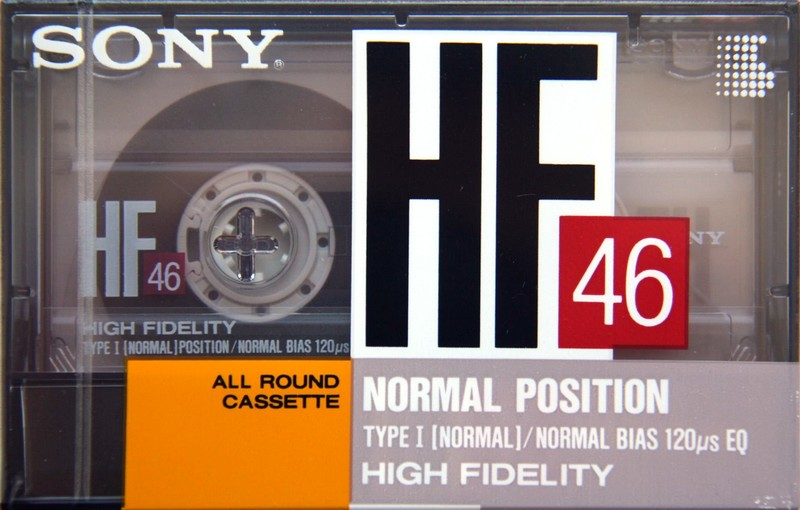 SONY®
HF
46
SONY
HF
46
HIGH FIDELITY
TYPE I [NORMAL] POSITION/NORMAL BIAS 120µs
ALL ROUND
CASSETTE
NORMAL POSITION
TYPE I [NORMAL]/NORMAL BIAS 120µs EQ
HIGH FIDELITY